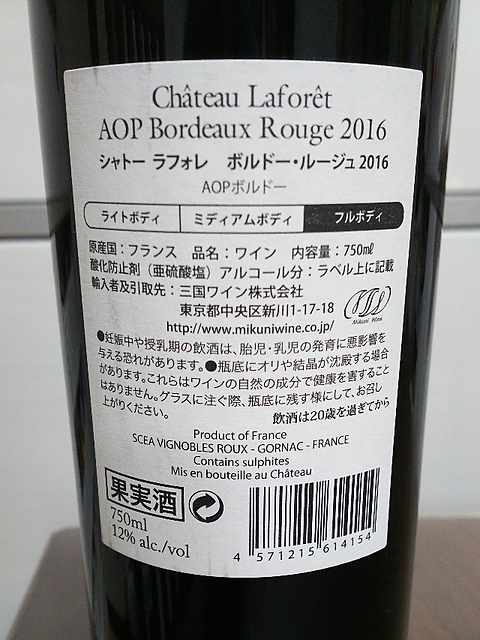 Château Laforêt
AOP Bordeaux Rouge 2016
シャトー ラフォレ ボルドー・ルージュ 2016
AOPボルドー
ライトボディ ミディアムボディ フルボディ
原産国：フランス 品名：ワイン 内容量：750㎖
酸化防止剤（亜硫酸塩）アルコール分：ラベル上に記載
輸入者及引取先：三国ワイン株式会社
東京都中央区新川1-17-18
http://www.mikuniwine.co.jp/
Mikuni Wine
●妊娠中や授乳期の飲酒は、胎児・乳児の発育に悪影響を
与える恐れがあります。●瓶底にオリや結晶が沈殿する場合
があります。これらはワインの自然の成分で健康を害すること
はありません。グラスに注ぐ際、瓶底に残す様にして、お召し
上がりください。
飲酒は20歳を過ぎてから
Product of France
SCEA VIGNOBLES ROUX - GORNAC - FRANCE
Contains sulphites
Mis en bouteille au Château
果実酒
750ml
12% alc./vol
4 571215 614154